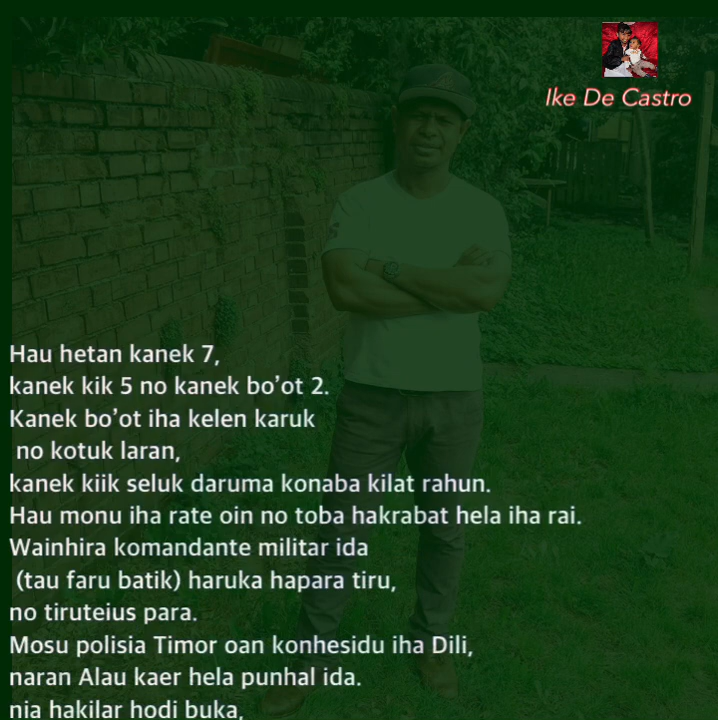 Ike De Castro
Hau hetan kanek 7,
kanek kik 5 no kanek bo’ot 2.
Kanek bo’ot iha kelen karuk
no kotuk laran,
kanek kiik seluk daruma konaba kilat rahun.
Hau monu iha rate oin no toba hakrabat hela iha rai.
Wainhira komandante militar ida
(tau faru batik) haruka hapara tiru,
no tiruteius para.
Mosu polisia Timor oan konhesidu iha Dili,
naran Alau kaer hela punhal ida.
nia hakilar hodi buka,